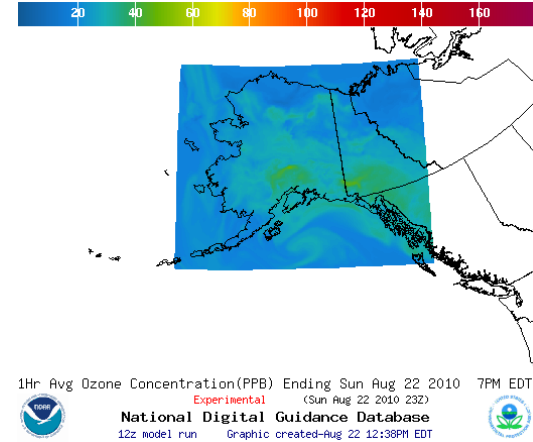 20 40 60 80 100 120 140 160
1Hr Avg Ozone Concentration(PPB) Ending Sun Aug 22 2010 7PM EDT
Experimental (Sun Aug 22 2010 23Z)
National Digital Guidance Database
12z model run Graphic created-Aug 22 12:38PM EDT
NOAA